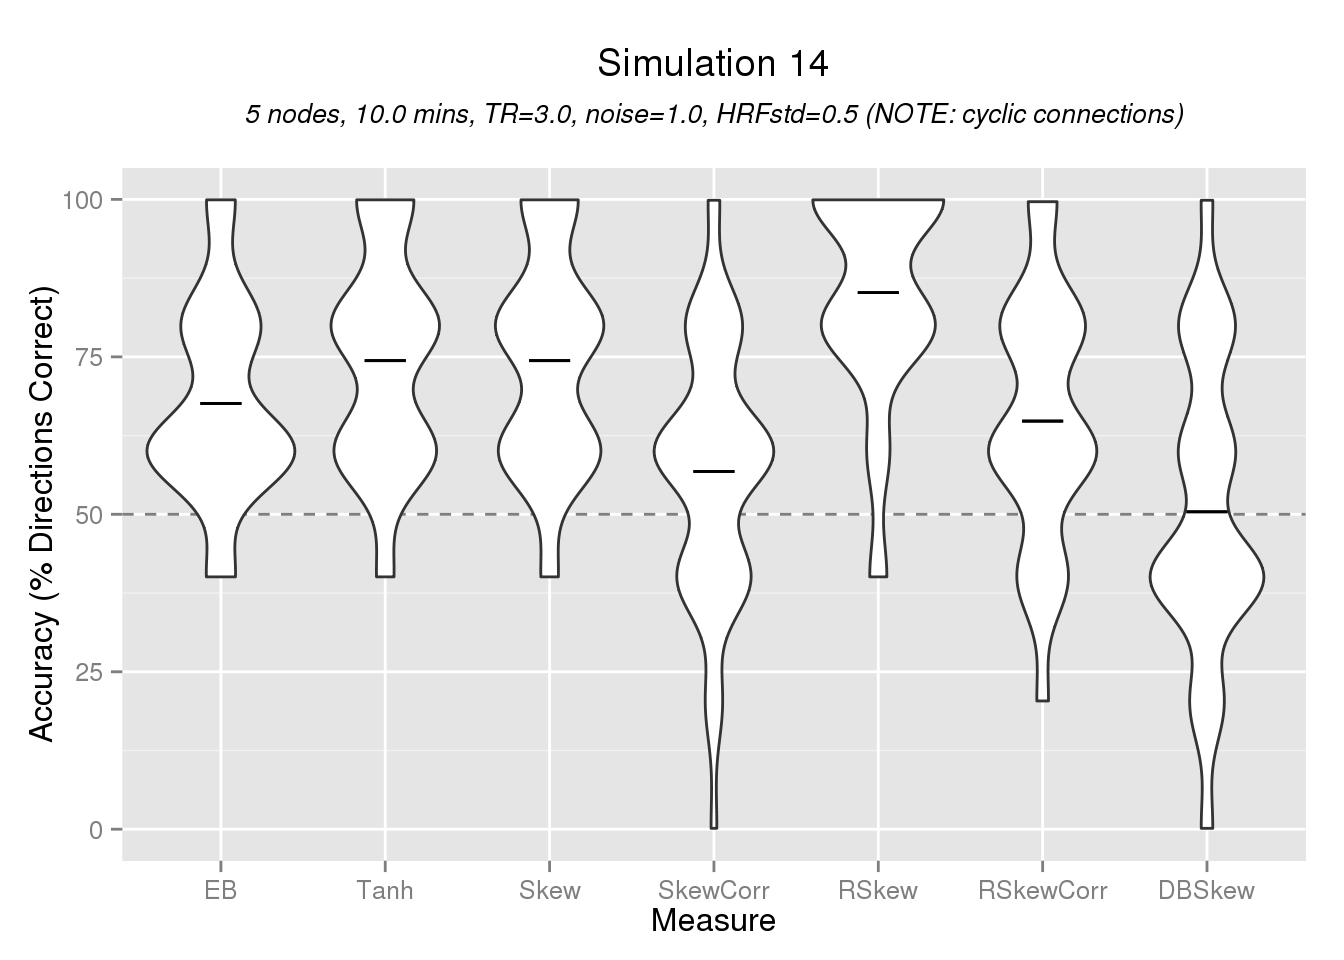 Simulation 14
5 nodes, 10.0 mins, TR=3.0, noise=1.0, HRFstd=0.5 (NOTE: cyclic connections)
Accuracy (% Directions Correct)
100
75
50
25
0
EB Tanh Skew SkewCorr RSkew RSkewCorr DBSkew
Measure